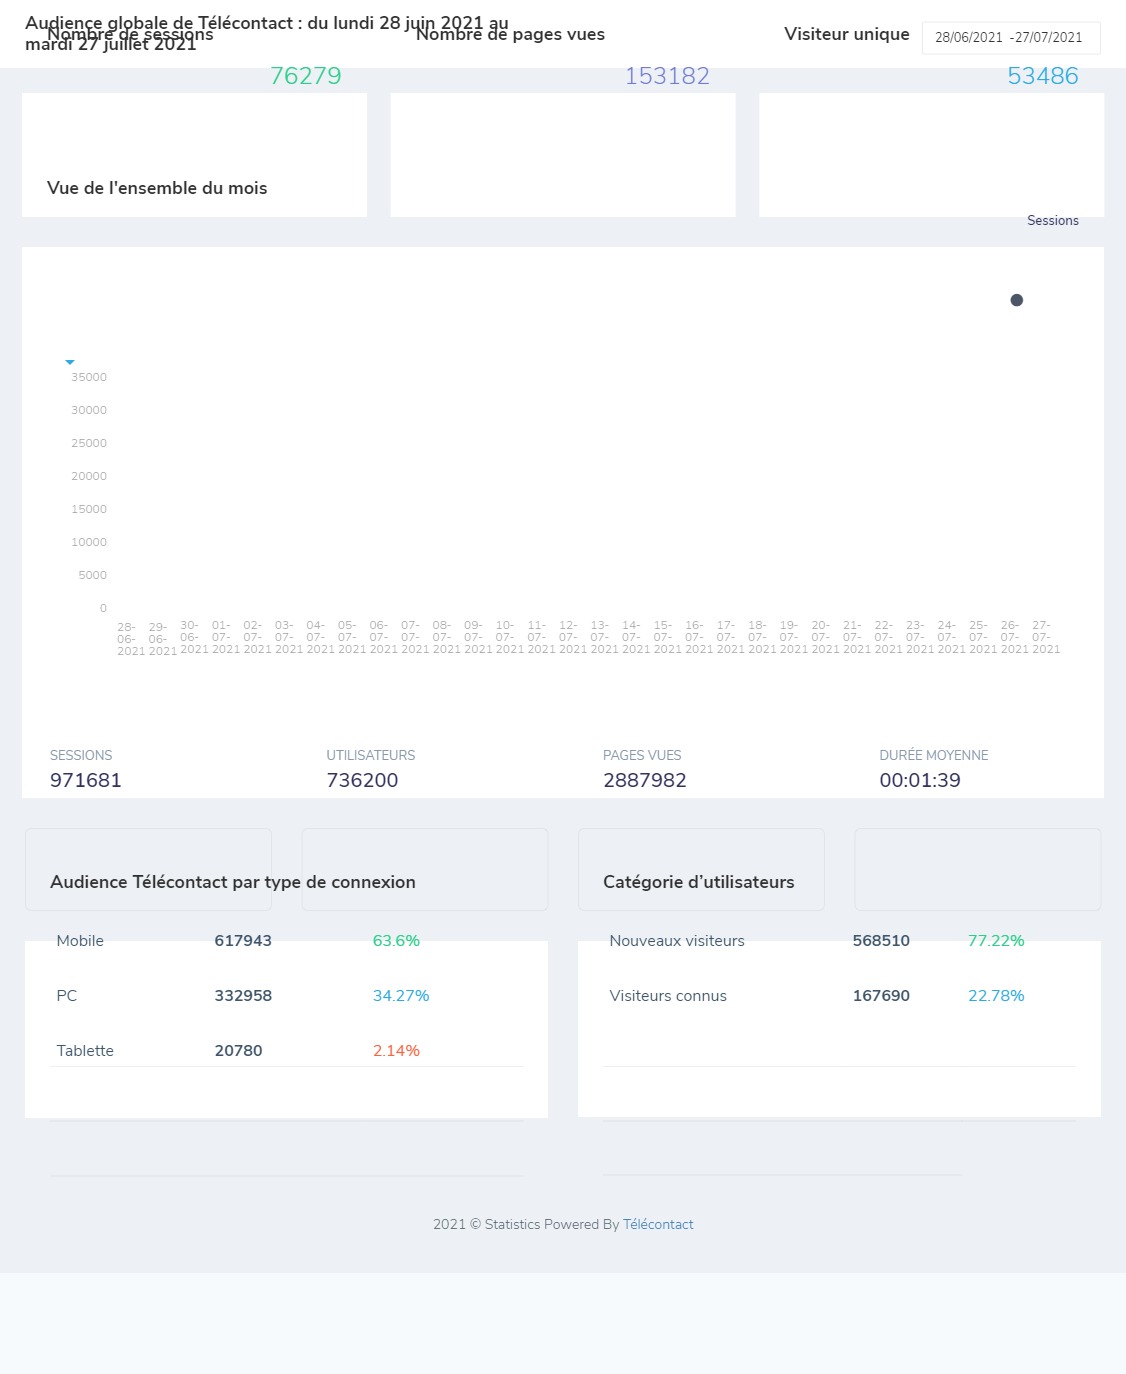 Audience globale de Télécontact : du lundi 28 juin 2021 au
mardi 27 juillet 2021
Nombre de sessions
Nombre de pages vues
Visiteur unique
28/06/2021 -27/07/2021
76279
153182
53486
Vue de l'ensemble du mois
Sessions
35000
30000
25000
20000
15000
10000
5000
0
28-06-2021 29-06-2021 30-06-2021 01-07-2021 02-07-2021 03-07-2021 04-07-2021 05-07-2021 06-07-2021 07-07-2021 08-07-2021 09-07-2021 10-07-2021 11-07-2021 12-07-2021 13-07-2021 14-07-2021 15-07-2021 16-07-2021 17-07-2021 18-07-2021 19-07-2021 20-07-2021 21-07-2021 22-07-2021 23-07-2021 24-07-2021 25-07-2021 26-07-2021 27-07-2021
SESSIONS UTILISATEURS PAGES VUES DURÉE MOYENNE
971681 736200 2887982 00:01:39
Audience Télécontact par type de connexion
Mobile 617943 63.6%
PC 332958 34.27%
Tablette 20780 2.14%
Catégorie d’utilisateurs
Nouveaux visiteurs 568510 77.22%
Visiteurs connus 167690 22.78%
2021 © Statistics Powered By Télécontact